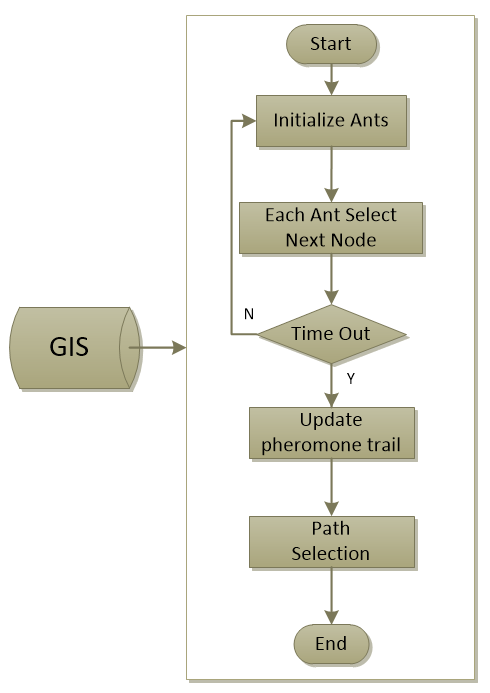 Start
Initialize Ants
Each Ant Select
Next Node
GIS
N
Time Out
Y
Update
pheromone trail
Path
Selection
End